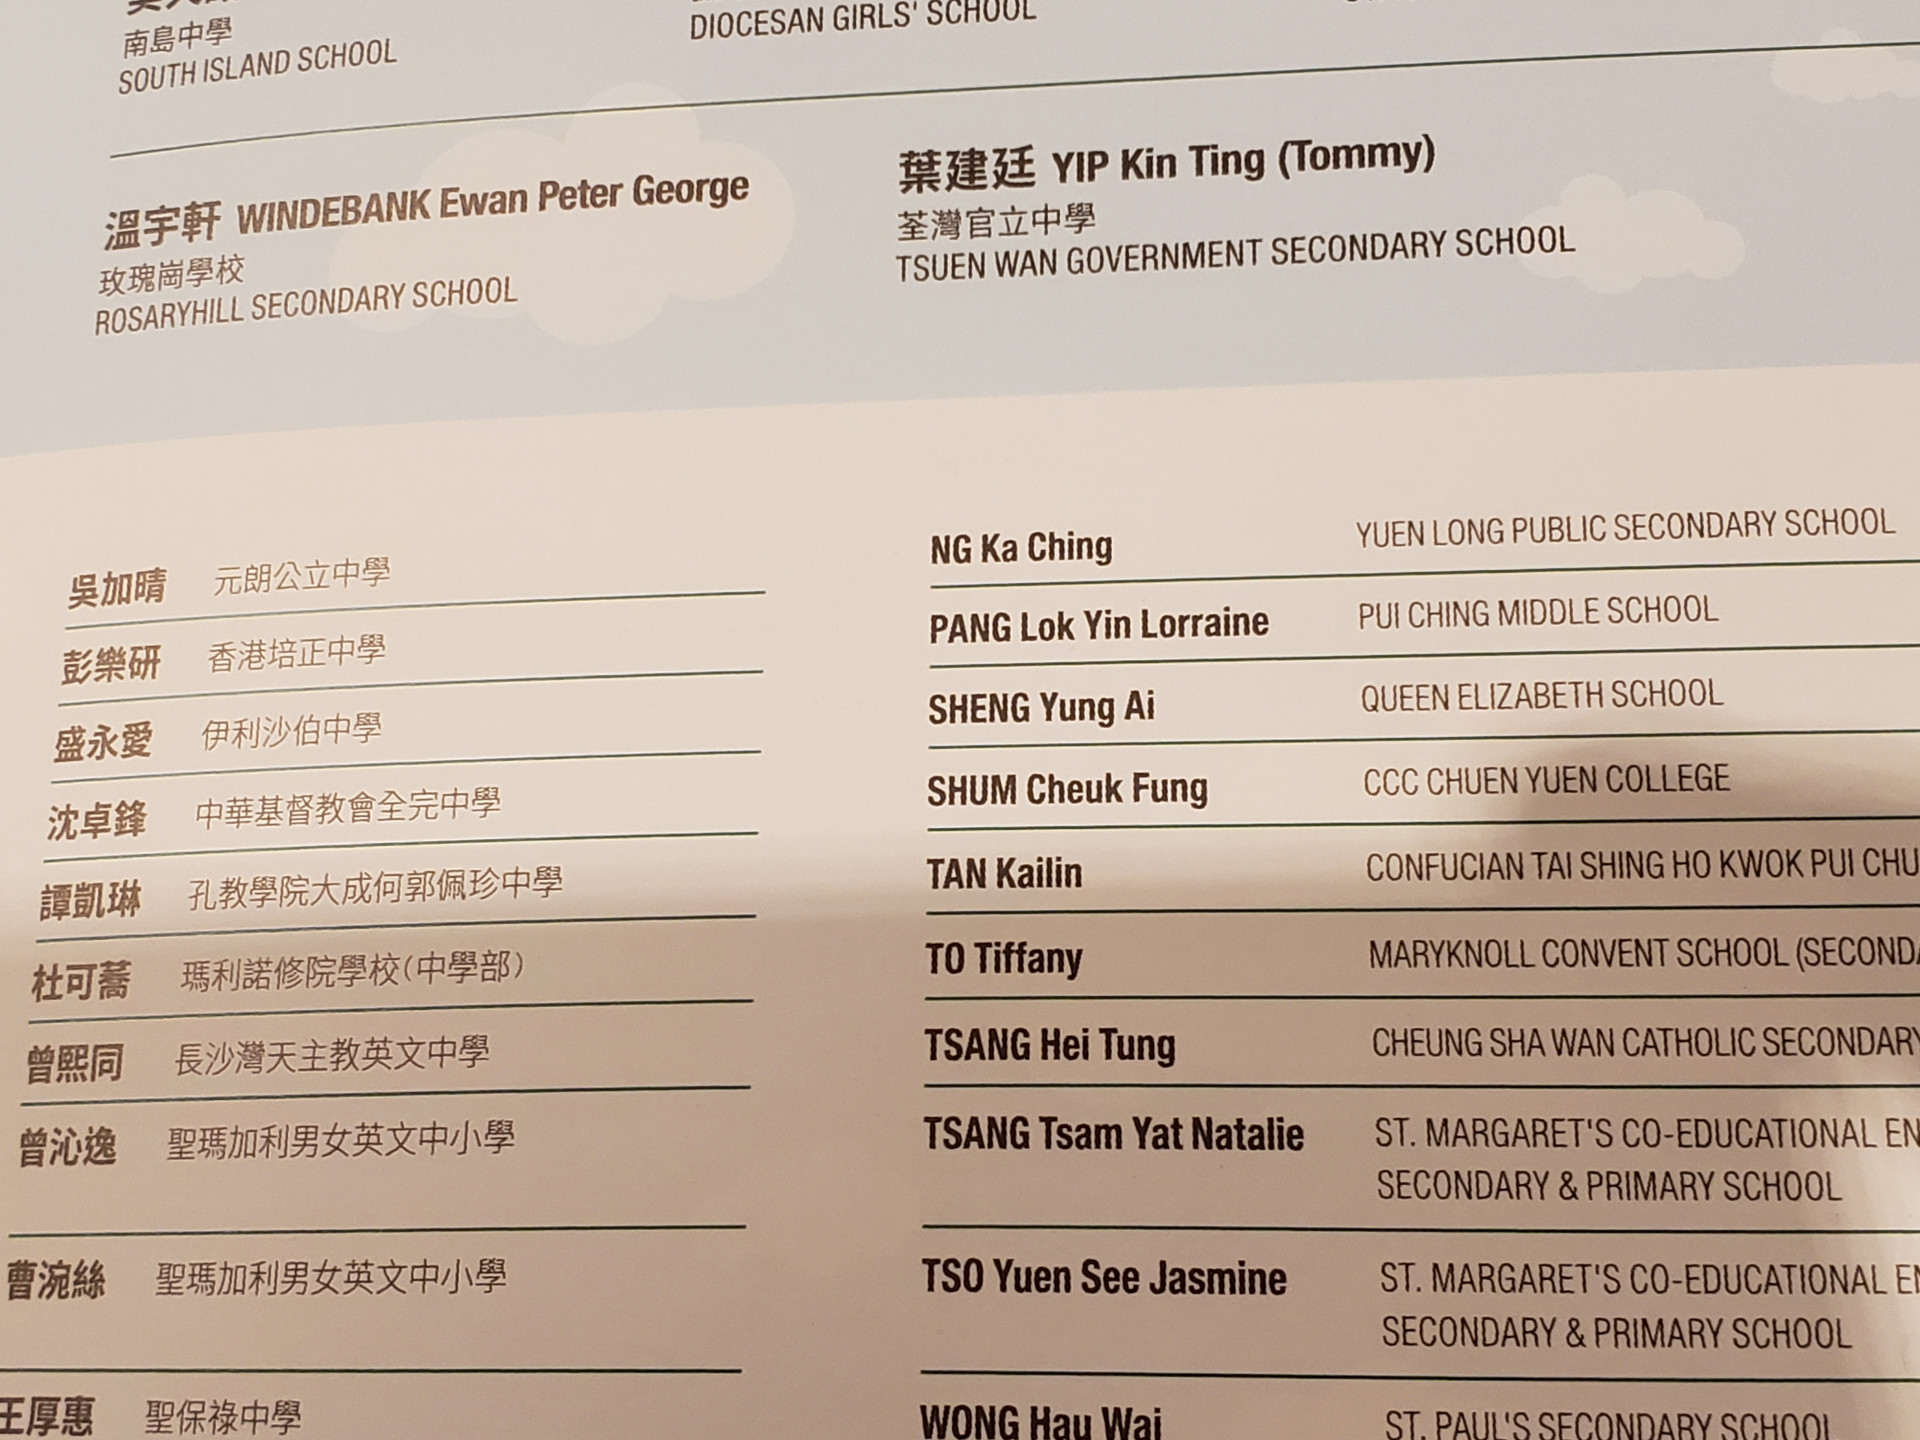 南島中學
SOUTH ISLAND SCHOOL
DIOCESAN GIRLS' SCHOOL
溫宇軒 WINDEBANK Ewan Peter George
玫瑰崗學校
ROSARYHILL SECONDARY SCHOOL
葉建廷 YIP Kin Ting (Tommy)
荃灣官立中學
TSUEN WAN GOVERNMENT SECONDARY SCHOOL
吳加晴 元朗公立中學
彭樂研 香港培正中學
盛永愛 伊利沙伯中學
沈卓鋒 中華基督教會全完中學
譚凱琳 孔教學院大成何郭佩珍中學
杜可蕎 瑪利諾修院學校(中學部)
曾熙同 長沙灣天主教英文中學
曾沁逸 聖瑪加利男女英文中小學
曹涴絲 聖瑪加利男女英文中小學
王厚惠 聖保祿中學
NG Ka Ching YUEN LONG PUBLIC SECONDARY SCHOOL
PANG Lok Yin Lorraine PUI CHING MIDDLE SCHOOL
SHENG Yung Ai QUEEN ELIZABETH SCHOOL
SHUM Cheuk Fung CCC CHUEN YUEN COLLEGE
TAN Kailin CONFUCIAN TAI SHING HO KWOK PUI CHU
TO Tiffany MARYKNOLL CONVENT SCHOOL (SECONDA
TSANG Hei Tung CHEUNG SHA WAN CATHOLIC SECONDARY
TSANG Tsam Yat Natalie ST. MARGARET'S CO-EDUCATIONAL EN
SECONDARY & PRIMARY SCHOOL
TSO Yuen See Jasmine ST. MARGARET'S CO-EDUCATIONAL EN
SECONDARY & PRIMARY SCHOOL
WONG Hau Wai ST. PAUL'S SECONDARY SCHOOL